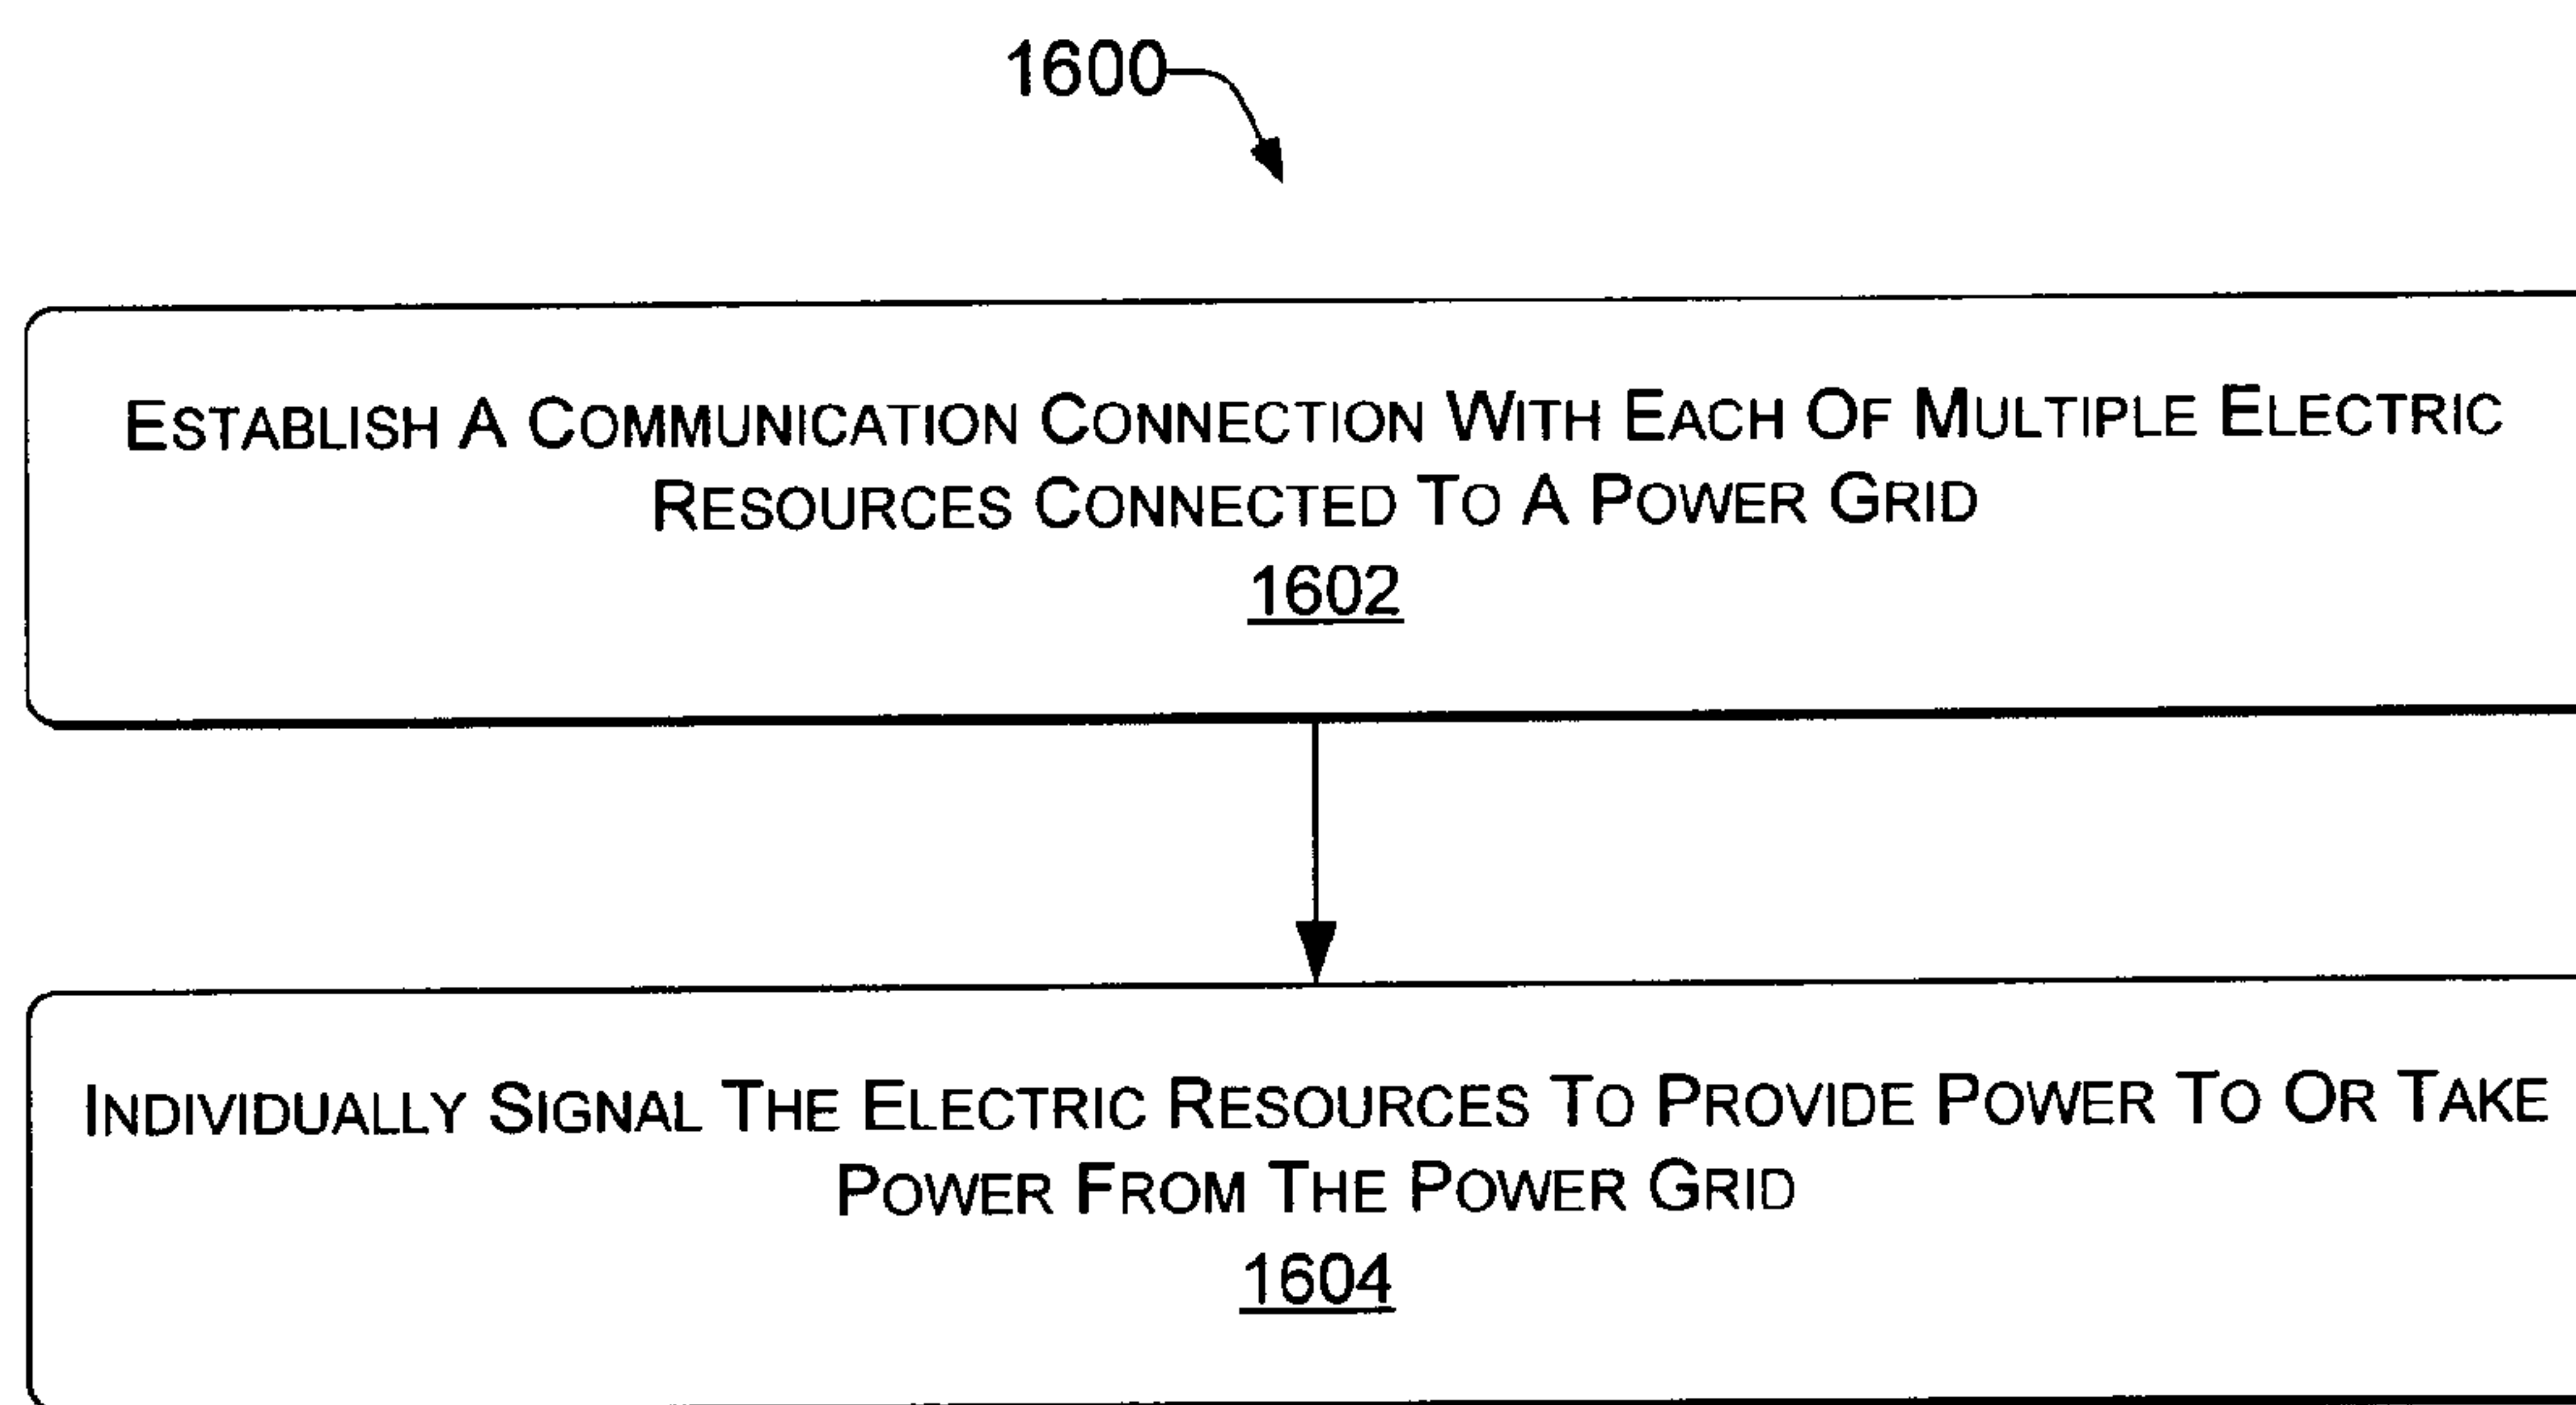 1600
ESTABLISH A COMMUNICATION CONNECTION WITH EACH OF MULTIPLE ELECTRIC
RESOURCES CONNECTED TO A POWER GRID
1602
INDIVIDUALLY SIGNAL THE ELECTRIC RESOURCES TO PROVIDE POWER TO OR TAKE
POWER FROM THE POWER GRID
1604